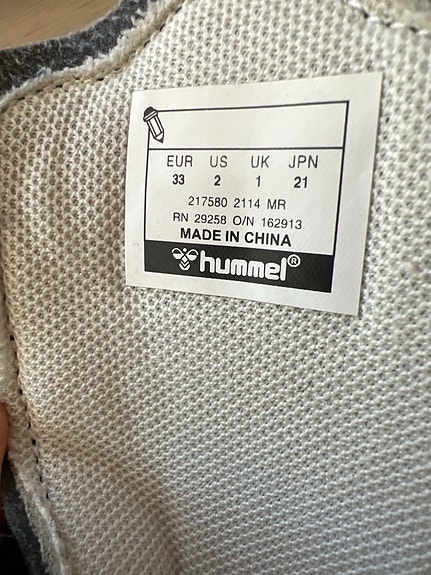 EUR US UK JPN
33 2 1 21
217580 2114 MR
RN 29258 O/N 162913
MADE IN CHINA
hummel®